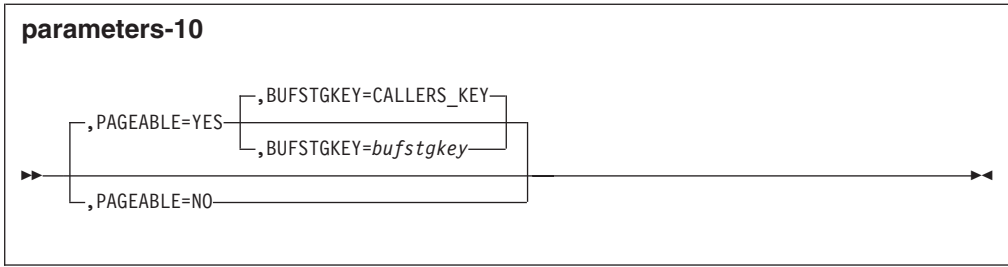 parameters-10
,BUFSTGKEY=CALLERS_KEY
,PAGEABLE=YES
,BUFSTGKEY=bufstgkey
,PAGEABLE=NO